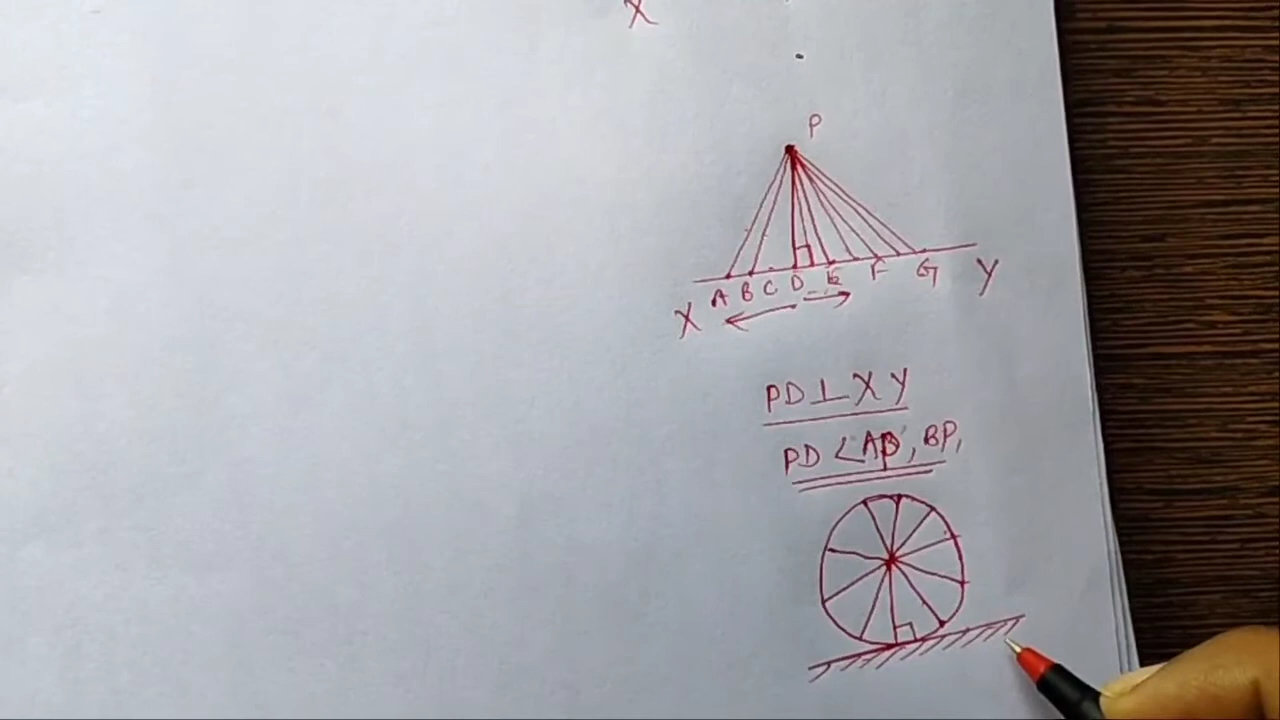 X
P
A B C D E F G
X Y
PD ⊥ XY
PD < AP, BP,